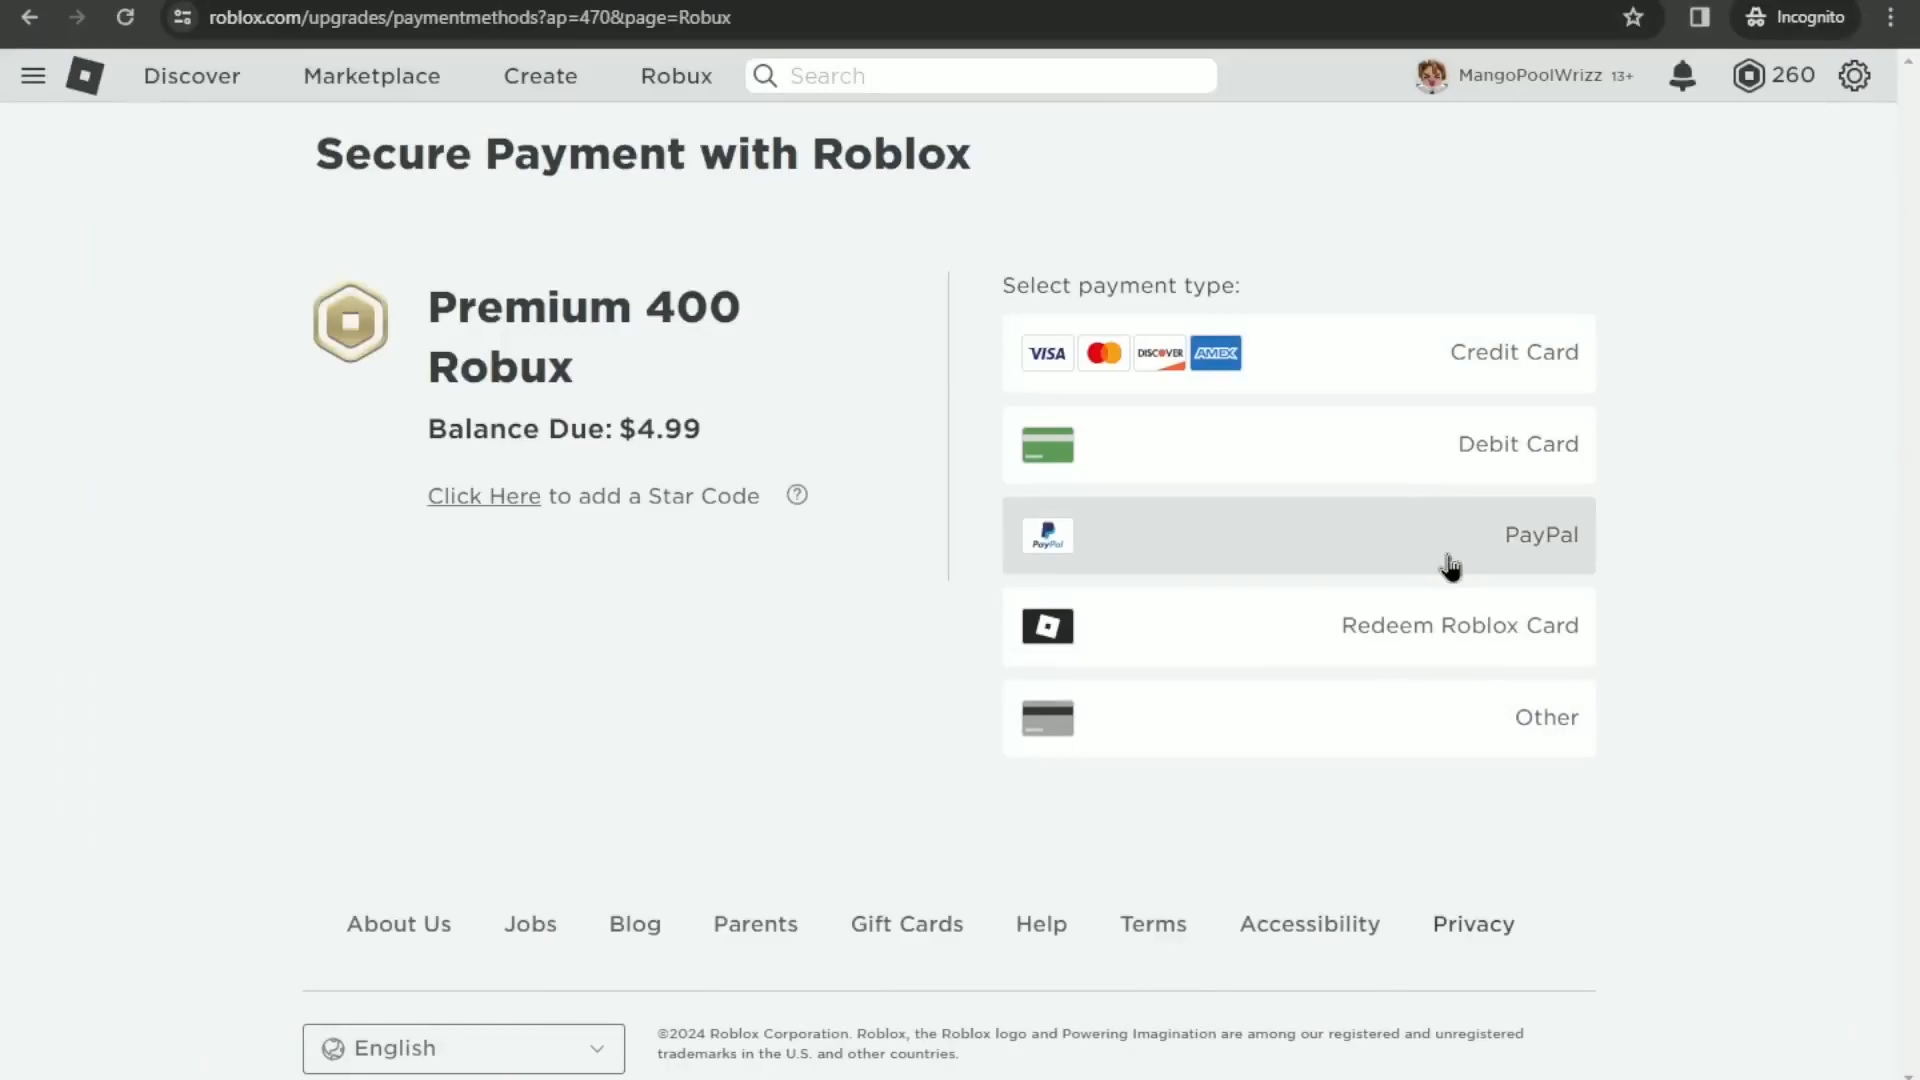 roblox.com/upgrades/paymentmethods?ap=470&page=Robux
Incognito
Discover
Marketplace
Create
Robux
Search
MangoPoolWrizz 13+
260
Secure Payment with Roblox
Premium 400
Robux
Balance Due: $4.99
Click Here to add a Star Code
?
Select payment type:
VISA
DISCOVER
AMEX
Credit Card
Debit Card
PayPal
PayPal
Redeem Roblox Card
Other
About Us
Jobs
Blog
Parents
Gift Cards
Help
Terms
Accessibility
Privacy
English
©2024 Roblox Corporation. Roblox, the Roblox logo and Powering Imagination are among our registered and unregistered
trademarks in the U.S. and other countries.